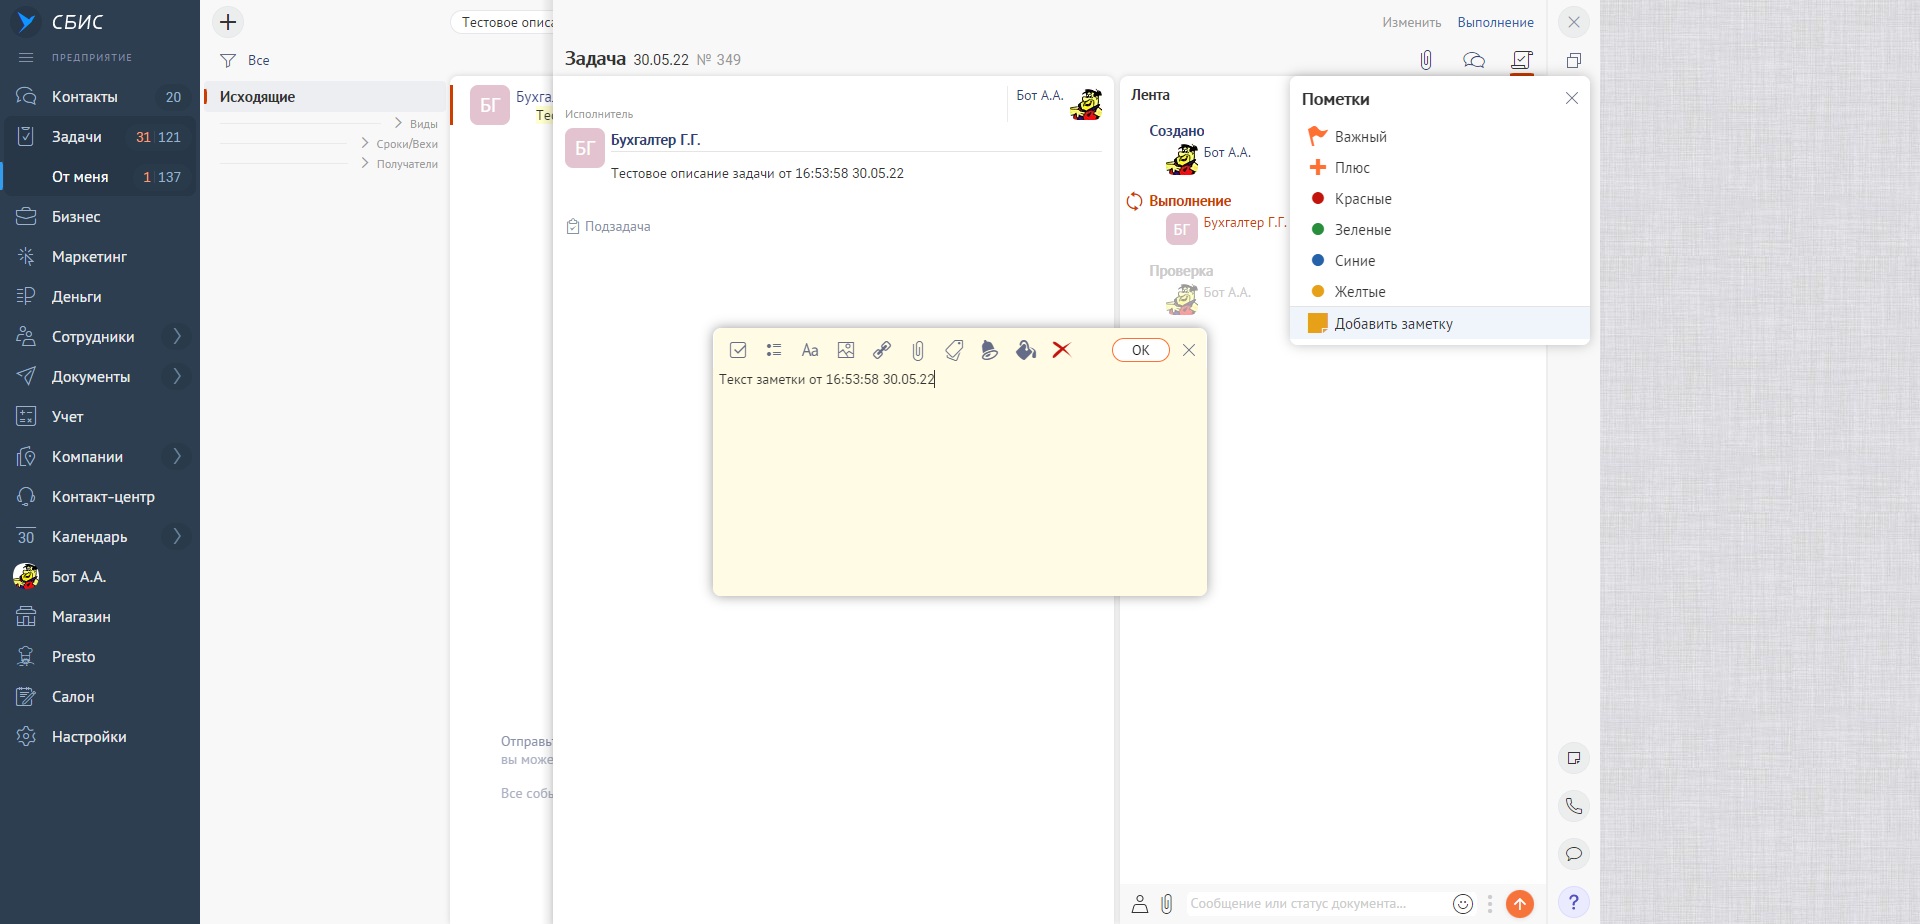 СБИС
ПРЕДПРИЯТИЕ
Контакты 20
Задачи 31 121
От меня 1 137
Бизнес
Маркетинг
Деньги
Сотрудники
Документы
Учет
Компании
Контакт-центр
30 Календарь
Бот А.А.
Магазин
Presto
Салон
Настройки
Все
Исходящие
Виды
Сроки/Вехи
Получатели
Тестовое описа
БГ Бухга
Те
Отправь
вы може
Все собы
Изменить Выполнение
Задача 30.05.22 № 349
Исполнитель
Бот А.А.
БГ Бухгалтер Г.Г.
Тестовое описание задачи от 16:53:58 30.05.22
Подзадача
Лента
Создано
Бот А.А.
Выполнение
БГ Бухгалтер Г.Г.
Проверка
Бот А.А.
Пометки
Важный
Плюс
Красные
Зеленые
Синие
Желтые
Добавить заметку
Aa
ОК
Текст заметки от 16:53:58 30.05.22
Сообщение или статус документа...
?